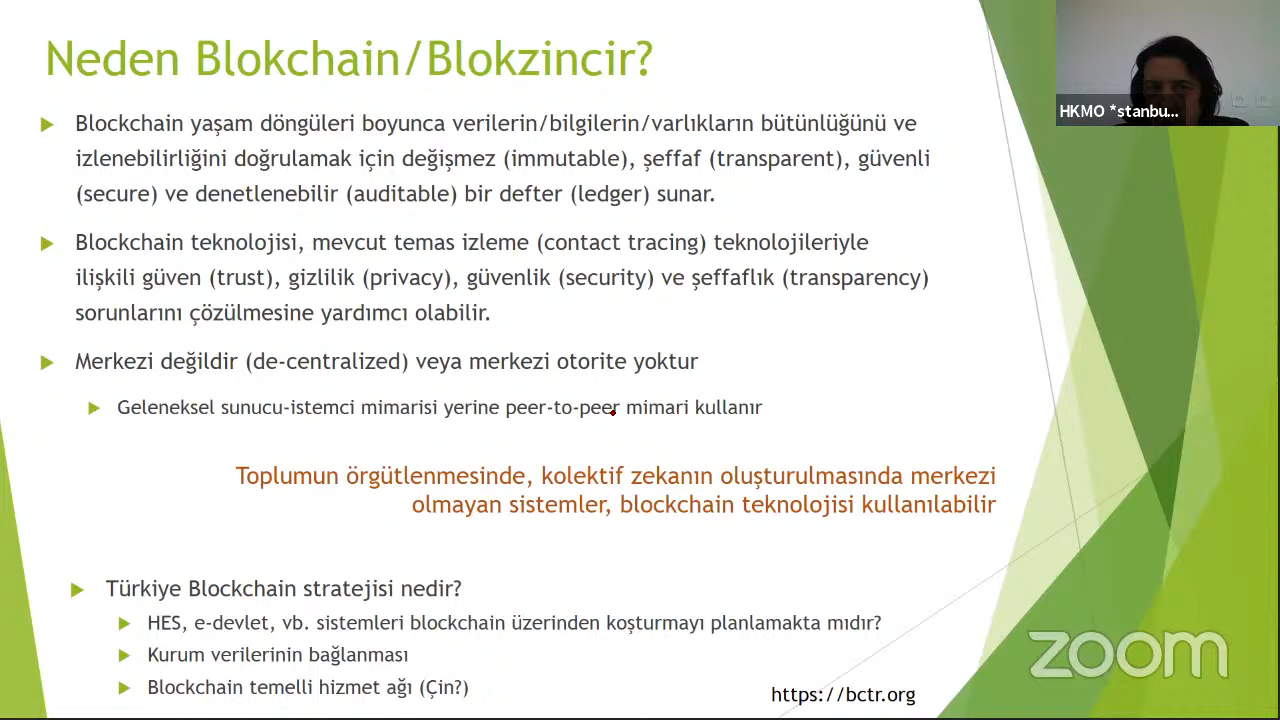 Neden Blokchain/Blokzincir?
HKMO *stanbu...
Blockchain yaşam döngüleri boyunca verilerin/bilgilerin/varlıkların bütünlüğünü ve
izlenebilirliğini doğrulamak için değişmez (immutable), şeffaf (transparent), güvenli
(secure) ve denetlenebilir (auditable) bir defter (ledger) sunar.
Blockchain teknolojisi, mevcut temas izleme (contact tracing) teknolojileriyle
ilişkili güven (trust), gizlilik (privacy), güvenlik (security) ve şeffaflık (transparency)
sorunlarını çözülmesine yardımcı olabilir.
Merkezi değildir (de-centralized) veya merkezi otorite yoktur
Geleneksel sunucu-istemci mimarisi yerine peer-to-peer mimari kullanır
Toplumun örgütlenmesinde, kolektif zekanın oluşturulmasında merkezi
olmayan sistemler, blockchain teknolojisi kullanılabilir
Türkiye Blockchain stratejisi nedir?
HES, e-devlet, vb. sistemleri blockchain üzerinden koşturmayı planlamakta mıdır?
Kurum verilerinin bağlanması
Blockchain temelli hizmet ağı (Çin?)
https://bctr.org
zoom